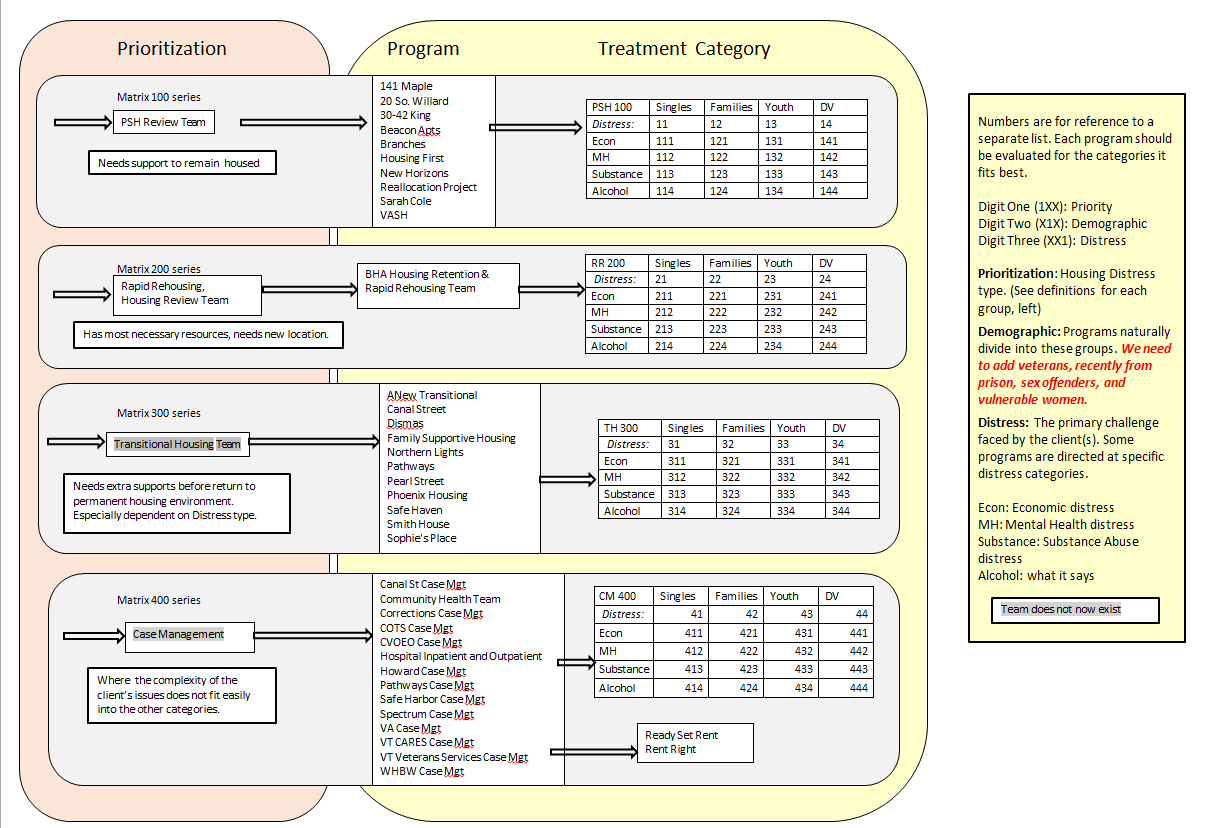 Prioritization
Program
Treatment Category
Matrix 100 series
PSH Review Team
Needs support to remain housed
141 Maple
20 So. Willard
30-42 King
Beacon Apts
Branches
Housing First
New Horizons
Reallocation Project
Sarah Cole
VASH
PSH 100 Singles Families Youth DV
Distress: 11 12 13 14
Econ 111 121 131 141
MH 112 122 132 142
Substance 113 123 133 143
Alcohol 114 124 134 144
Matrix 200 series
Rapid Rehousing,
Housing Review Team
Has most necessary resources, needs new location.
BHA Housing Retention &
Rapid Rehousing Team
RR 200 Singles Families Youth DV
Distress: 21 22 23 24
Econ 211 221 231 241
MH 212 222 232 242
Substance 213 223 233 243
Alcohol 214 224 234 244
Matrix 300 series
Transitional Housing Team
Needs extra supports before return to
permanent housing environment.
Especially dependent on Distress type.
ANew Transitional
Canal Street
Dismas
Family Supportive Housing
Northern Lights
Pathways
Pearl Street
Phoenix Housing
Safe Haven
Smith House
Sophie's Place
TH 300 Singles Families Youth DV
Distress: 31 32 33 34
Econ 311 321 331 341
MH 312 322 332 342
Substance 313 323 333 343
Alcohol 314 324 334 344
Matrix 400 series
Case Management
Where the complexity of the
client's issues does not fit easily
into the other categories.
Canal St Case Mgt
Community Health Team
Corrections Case Mgt
COTS Case Mgt
CVOEO Case Mgt
Hospital Inpatient and Outpatient
Howard Case Mgt
Pathways Case Mgt
Safe Harbor Case Mgt
Spectrum Case Mgt
VA Case Mgt
VT CARES Case Mgt
VT Veterans Services Case Mgt
WHBW Case Mgt
CM 400 Singles Families Youth DV
Distress: 41 42 43 44
Econ 411 421 431 441
MH 412 422 432 442
Substance 413 423 433 443
Alcohol 414 424 434 444
Ready Set Rent
Rent Right
Numbers are for reference to a
separate list. Each program should
be evaluated for the categories it
fits best.
Digit One (1XX): Priority
Digit Two (X1X): Demographic
Digit Three (XX1): Distress
Prioritization: Housing Distress
type. (See definitions for each
group, left)
Demographic: Programs naturally
divide into these groups. We need
to add veterans, recently from
prison, sex offenders, and
vulnerable women.
Distress: The primary challenge
faced by the client(s). Some
programs are directed at specific
distress categories.
Econ: Economic distress
MH: Mental Health distress
Substance: Substance Abuse
distress
Alcohol: what it says
Team does not now exist